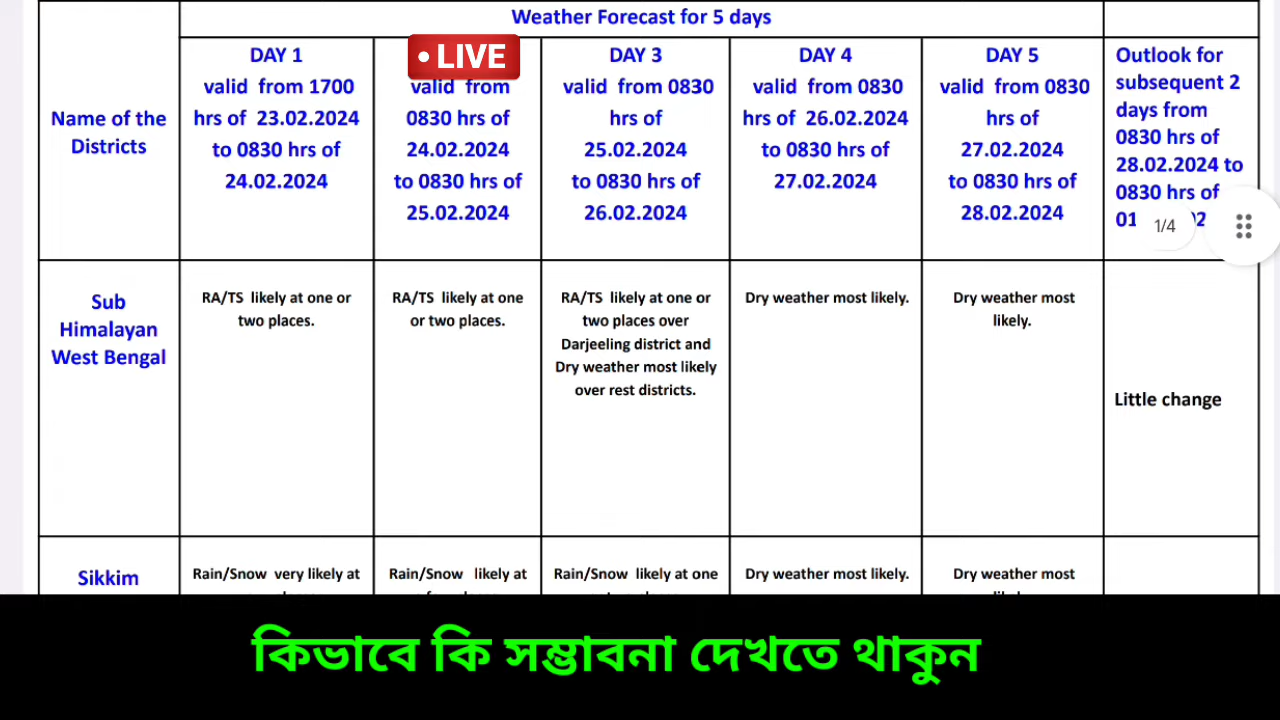 Weather Forecast for 5 days
Name of the
Districts
DAY 1
valid from 1700
hrs of 23.02.2024
to 0830 hrs of
24.02.2024
• LIVE
valid from
0830 hrs of
24.02.2024
to 0830 hrs of
25.02.2024
DAY 3
valid from 0830
hrs of
25.02.2024
to 0830 hrs of
26.02.2024
DAY 4
valid from 0830
hrs of 26.02.2024
to 0830 hrs of
27.02.2024
DAY 5
valid from 0830
hrs of
27.02.2024
to 0830 hrs of
28.02.2024
Outlook for
subsequent 2
days from
0830 hrs of
28.02.2024 to
0830 hrs of
01
1/4
Sub
Himalayan
West Bengal
RA/TS likely at one or
two places.
RA/TS likely at one
or two places.
RA/TS likely at one or
two places over
Darjeeling district and
Dry weather most likely
over rest districts.
Dry weather most likely.
Dry weather most
likely.
Little change
Sikkim
Rain/Snow very likely at
Rain/Snow likely at
Rain/Snow likely at one
Dry weather most likely.
Dry weather most
কিভাবে কি সম্ভাবনা দেখতে থাকুন